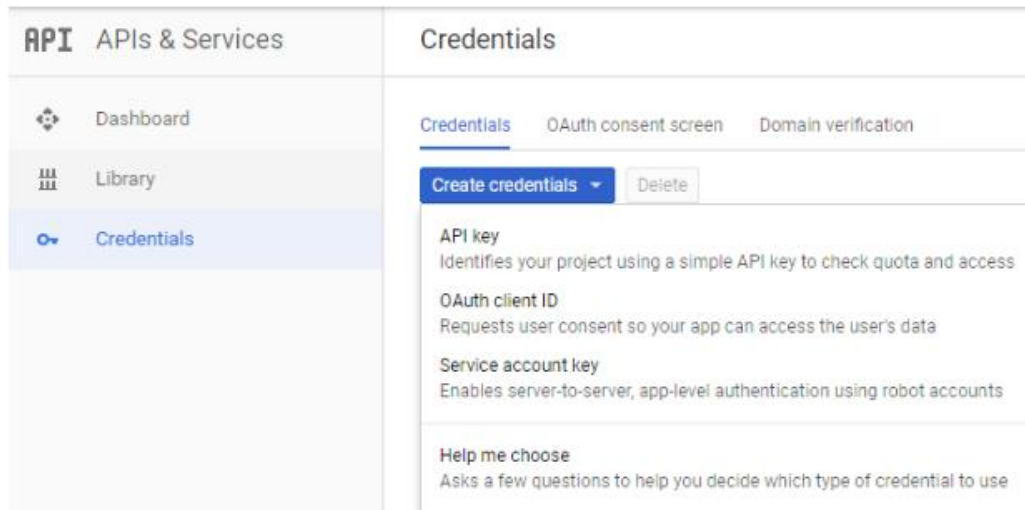 API APIs & Services
Credentials
Dashboard
Library
Credentials
Credentials OAuth consent screen Domain verification
Create credentials Delete
API key
Identifies your project using a simple API key to check quota and access
OAuth client ID
Requests user consent so your app can access the user's data
Service account key
Enables server-to-server, app-level authentication using robot accounts
Help me choose
Asks a few questions to help you decide which type of credential to use